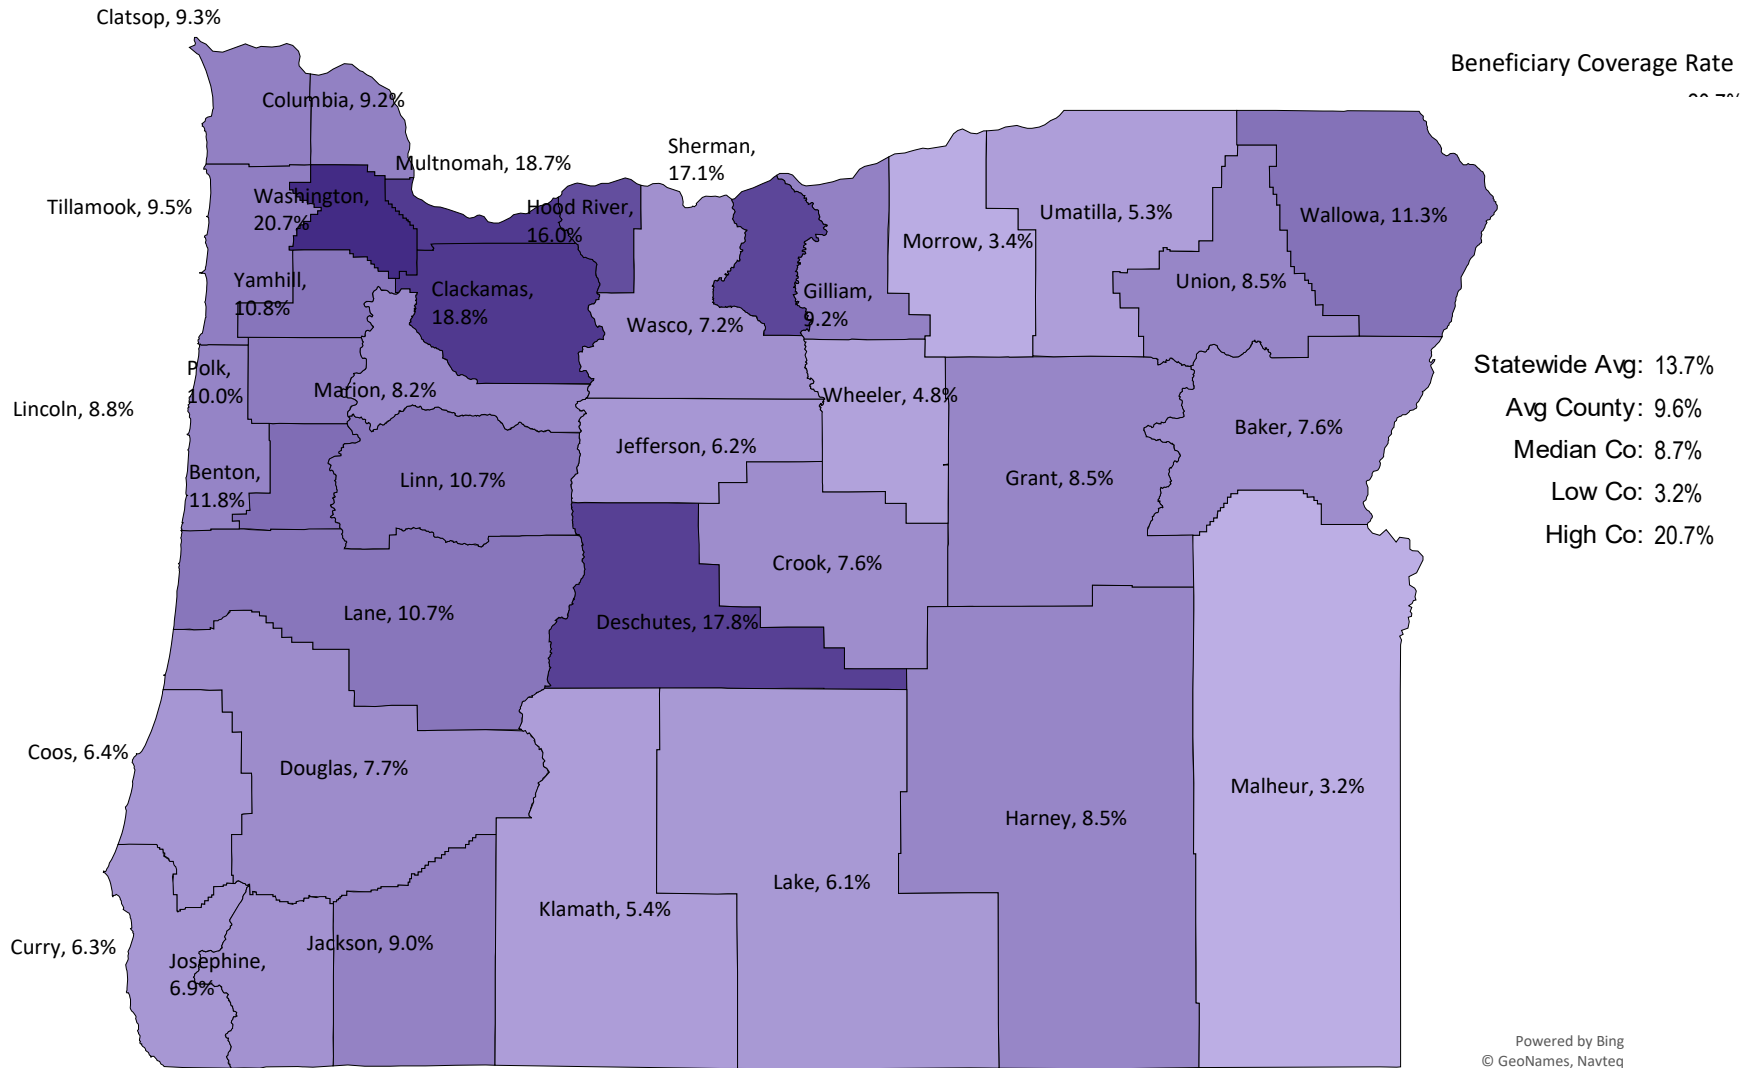 Clatsop, 9.3%
Beneficiary Coverage Rate
Columbia, 9.2%
Multnomah, 18.7%
Sherman,
17.1%
Tillamook, 9.5%
Washington,
20.7%
Hood River,
16.0%
Morrow, 3.4%
Umatilla, 5.3%
Wallowa, 11.3%
Yamhill,
10.8%
Clackamas,
18.8%
Wasco, 7.2%
Gilliam,
9.2%
Union, 8.5%
Polk,
10.0%
Lincoln, 8.8%
Marion, 8.2%
Wheeler, 4.8%
Baker, 7.6%
Statewide Avg: 13.7%
Avg County: 9.6%
Median Co: 8.7%
Low Co: 3.2%
High Co: 20.7%
Benton,
11.8%
Linn, 10.7%
Jefferson, 6.2%
Grant, 8.5%
Crook, 7.6%
Lane, 10.7%
Deschutes, 17.8%
Coos, 6.4%
Douglas, 7.7%
Malheur, 3.2%
Harney, 8.5%
Lake, 6.1%
Klamath, 5.4%
Curry, 6.3%
Josephine,
6.9%
Jackson, 9.0%
Powered by Bing
© GeoNames, Navteq